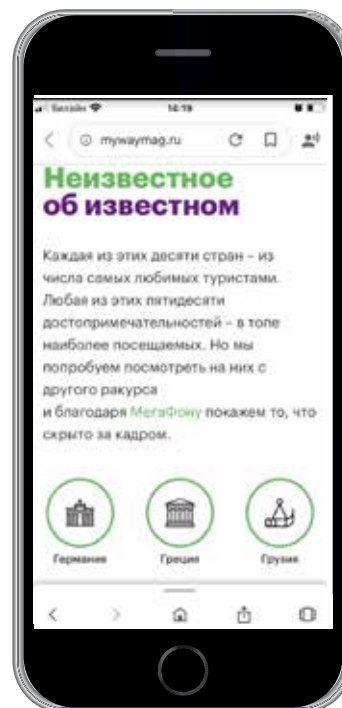 Билайн 14:19
mywaymag.ru
Неизвестное
об известном
Каждая из этих десяти стран – из
числа самых любимых туристами.
Любая из этих пятидесяти
достопримечательностей – в топе
наиболее посещаемых. Но мы
попробуем посмотреть на них с
другого ракурса
и благодаря МегаФону покажем то, что
скрыто за кадром.
Германия Греция Грузия